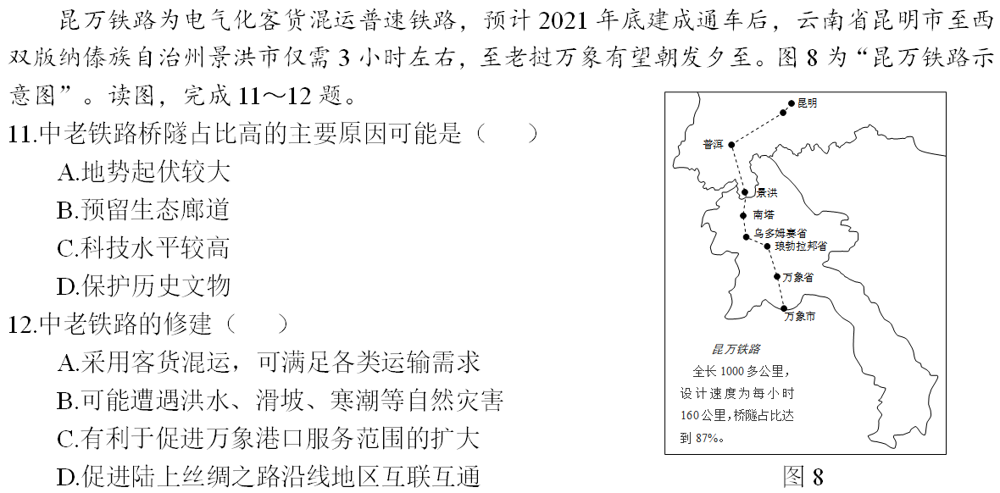 昆万铁路为电气化客货混运普速铁路，预计 2021 年底建成通车后，云南省昆明市至西
双版纳傣族自治州景洪市仅需 3 小时左右，至老挝万象有望朝发夕至。图 8 为“昆万铁路示
意图”。读图，完成 11～12 题。
11.中老铁路桥隧占比高的主要原因可能是（　　）
A.地势起伏较大
B.预留生态廊道
C.科技水平较高
D.保护历史文物
12.中老铁路的修建（　　）
A.采用客货混运，可满足各类运输需求
B.可能遭遇洪水、滑坡、寒潮等自然灾害
C.有利于促进万象港口服务范围的扩大
D.促进陆上丝绸之路沿线地区互联互通
昆明
普洱
景洪
南塔
乌多姆赛省
琅勃拉邦省
万象省
万象市
昆万铁路
全长 1000 多公里，
设计速度为每小时
160 公里，桥隧占比达
到 87%。
图 8